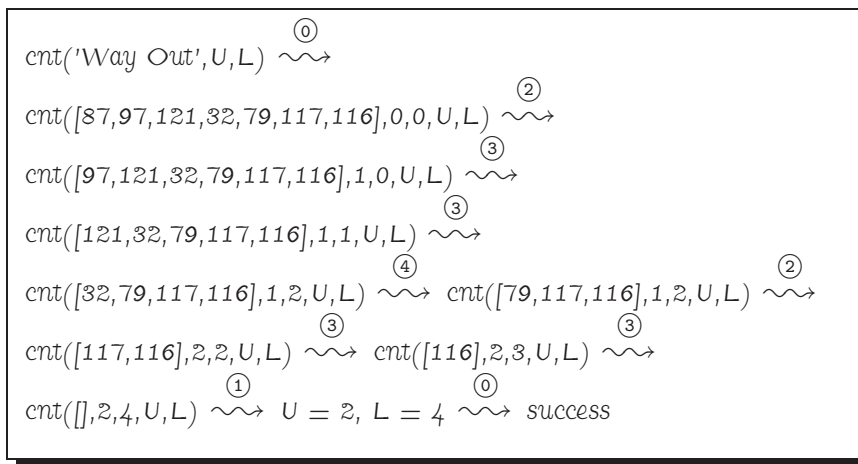 cnt('Way Out',U,L) ⓪⤳
cnt([87,97,121,32,79,117,116],0,0,U,L) ②⤳
cnt([97,121,32,79,117,116],1,0,U,L) ③⤳
cnt([121,32,79,117,116],1,1,U,L) ③⤳
cnt([32,79,117,116],1,2,U,L) ④⤳ cnt([79,117,116],1,2,U,L) ②⤳
cnt([117,116],2,2,U,L) ③⤳ cnt([116],2,3,U,L) ③⤳
cnt([],2,4,U,L) ①⤳ U = 2, L = 4 ⓪⤳ success